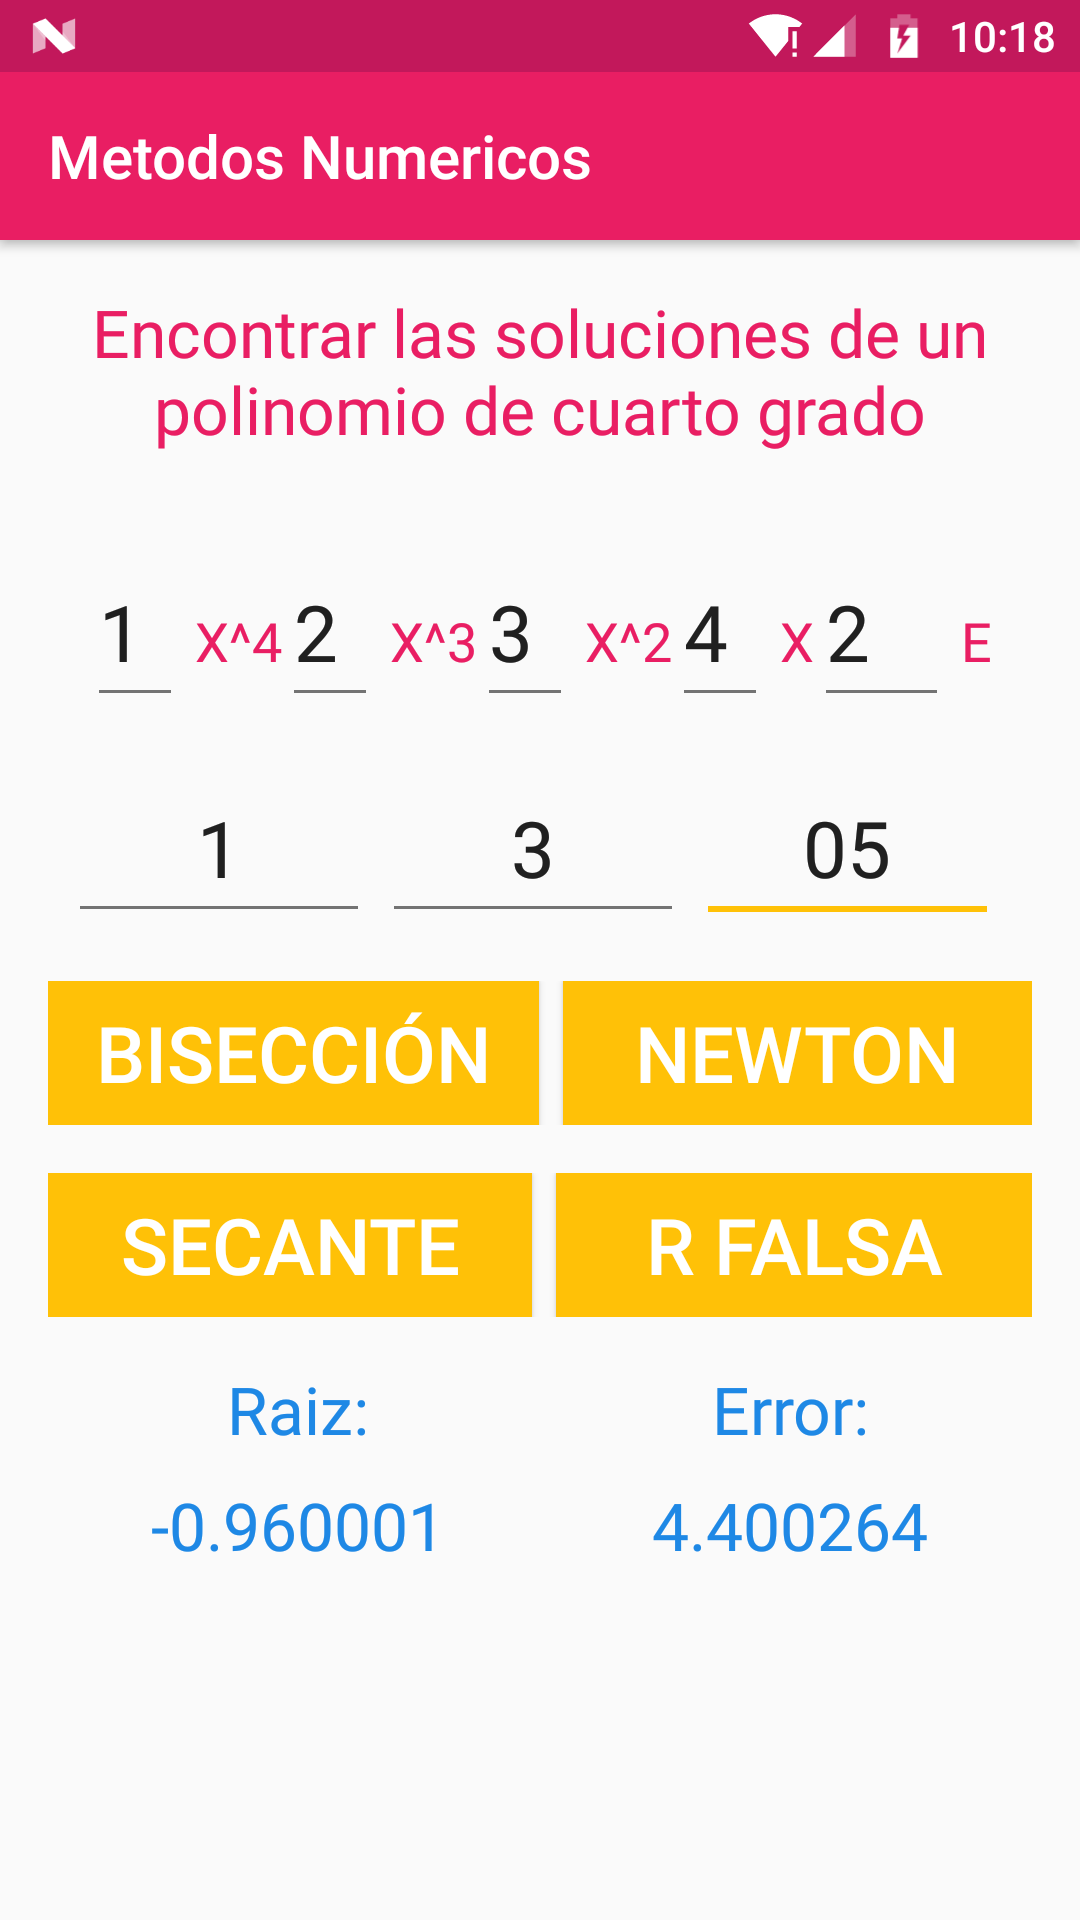 10:18
Metodos Numericos
Encontrar las soluciones de un
polinomio de cuarto grado
1 X^4 2 X^3 3 X^2 4 X 2 E
1 3 05
BISECCIÓN NEWTON
SECANTE R FALSA
Raiz: Error:
-0.960001 4.400264